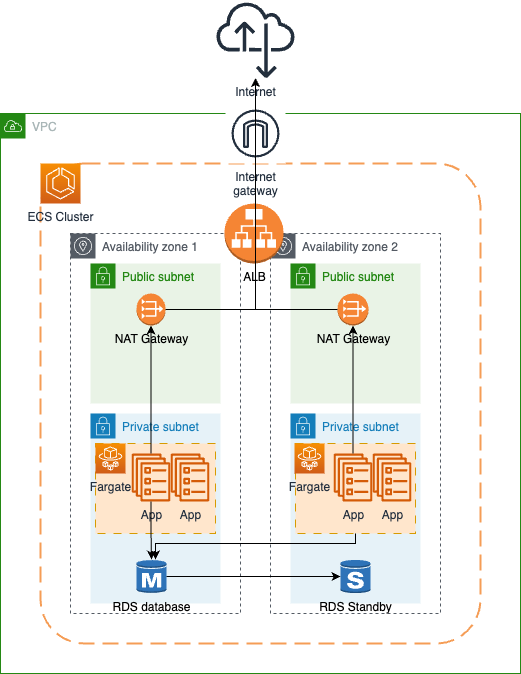 Internet
VPC
Internet
gateway
ECS Cluster
Availability zone 1
Availability zone 2
ALB
Public subnet
Public subnet
NAT Gateway
NAT Gateway
Private subnet
Private subnet
Fargate
Fargate
App
App
App
App
M
S
RDS database
RDS Standby